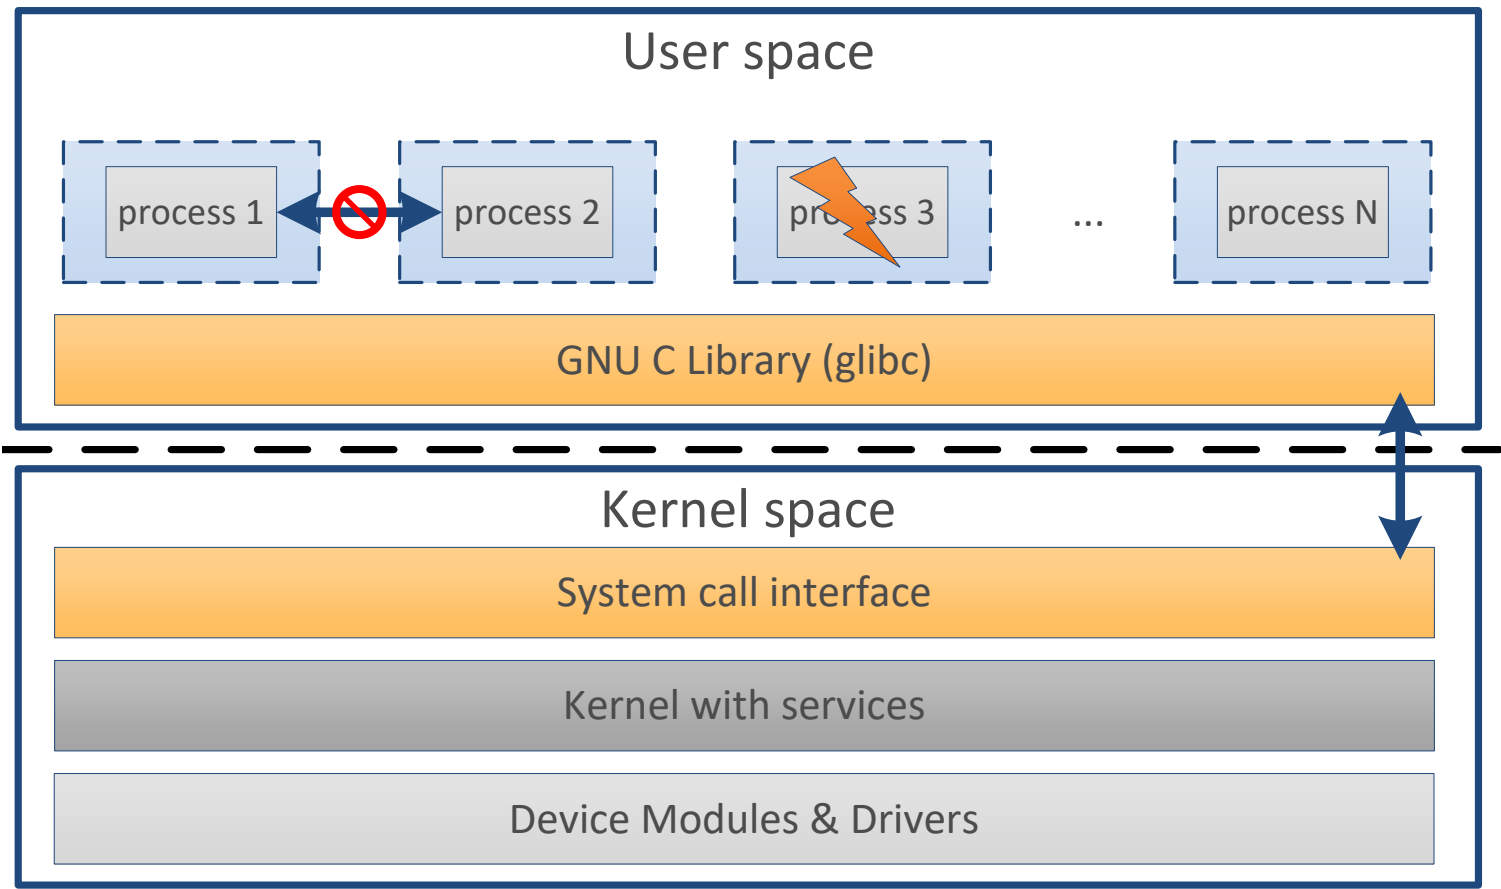 User space
process 1
process 2
process 3
...
process N
GNU C Library (glibc)
Kernel space
System call interface
Kernel with services
Device Modules & Drivers